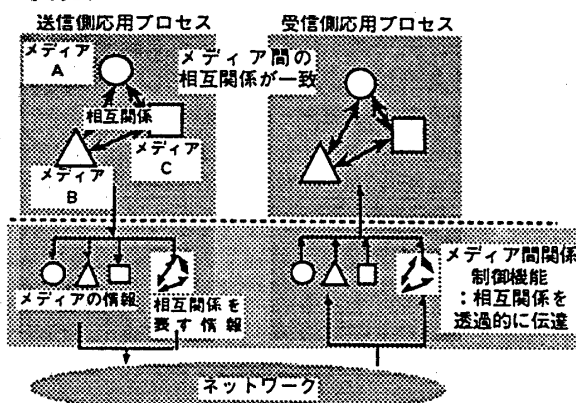 送信側応用プロセス
受信側応用プロセス
メディア
A
メディア間の
相互関係が一致
相互関係
メディア
B
メディア
C
メディアの情報
相互関係を
表す情報
メディア間関係
制御機能
：相互関係を
透過的に伝達
ネットワーク